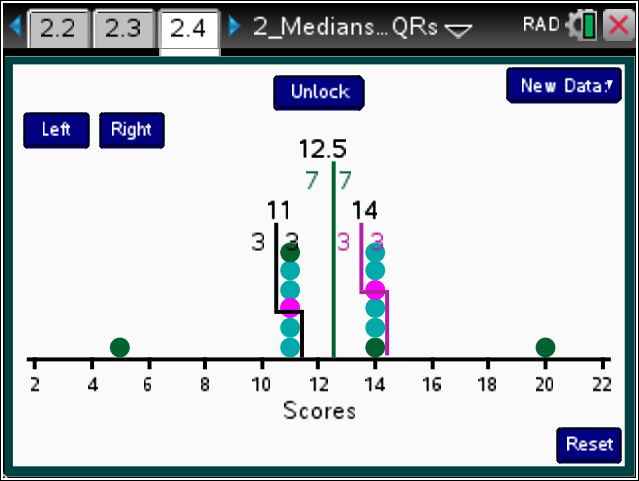 2.2 2.3 2.4 2_Medians...QRs RAD
Unlock New Data:
Left Right
12.5
7 7
11 14
3 3 3 3
2 4 6 8 10 12 14 16 18 20 22
Scores
Reset